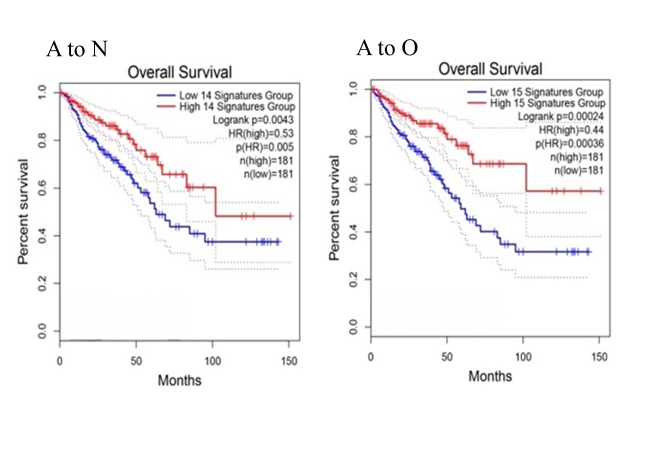 A to N
Overall Survival
Low 14 Signatures Group
High 14 Signatures Group
Logrank p=0.0043
HR(high)=0.53
p(HR)=0.005
n(high)=181
n(low)=181
Percent survival
1.0
0.8
0.6
0.4
0.2
0.0
0 50 100 150
Months
A to O
Overall Survival
Low 15 Signatures Group
High 15 Signatures Group
Logrank p=0.00024
HR(high)=0.44
p(HR)=0.00036
n(high)=181
n(low)=181
Percent survival
1.0
0.8
0.6
0.4
0.2
0.0
0 50 100 150
Months